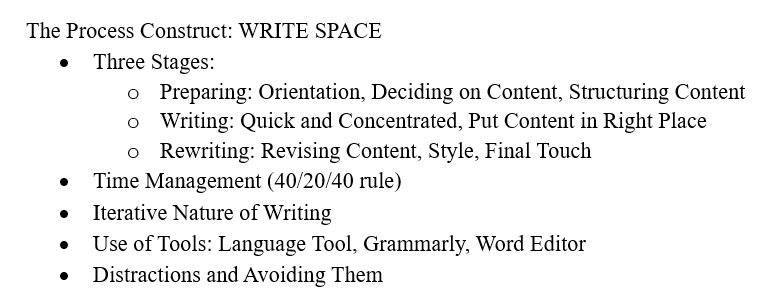 The Process Construct: WRITE SPACE
• Three Stages:
o Preparing: Orientation, Deciding on Content, Structuring Content
o Writing: Quick and Concentrated, Put Content in Right Place
o Rewriting: Revising Content, Style, Final Touch
• Time Management (40/20/40 rule)
• Iterative Nature of Writing
• Use of Tools: Language Tool, Grammarly, Word Editor
• Distractions and Avoiding Them